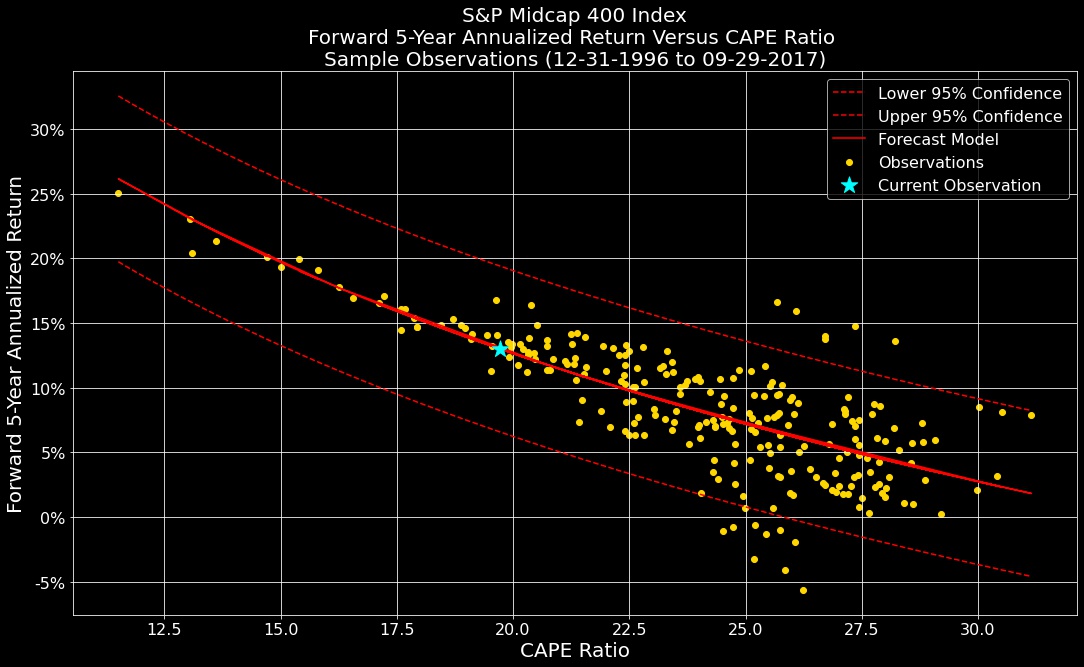 S&P Midcap 400 Index
Forward 5-Year Annualized Return Versus CAPE Ratio
Sample Observations (12-31-1996 to 09-29-2017)
Lower 95% Confidence
Upper 95% Confidence
Forecast Model
Observations
Current Observation
Forward 5-Year Annualized Return
30%
25%
20%
15%
10%
5%
0%
-5%
12.5 15.0 17.5 20.0 22.5 25.0 27.5 30.0
CAPE Ratio